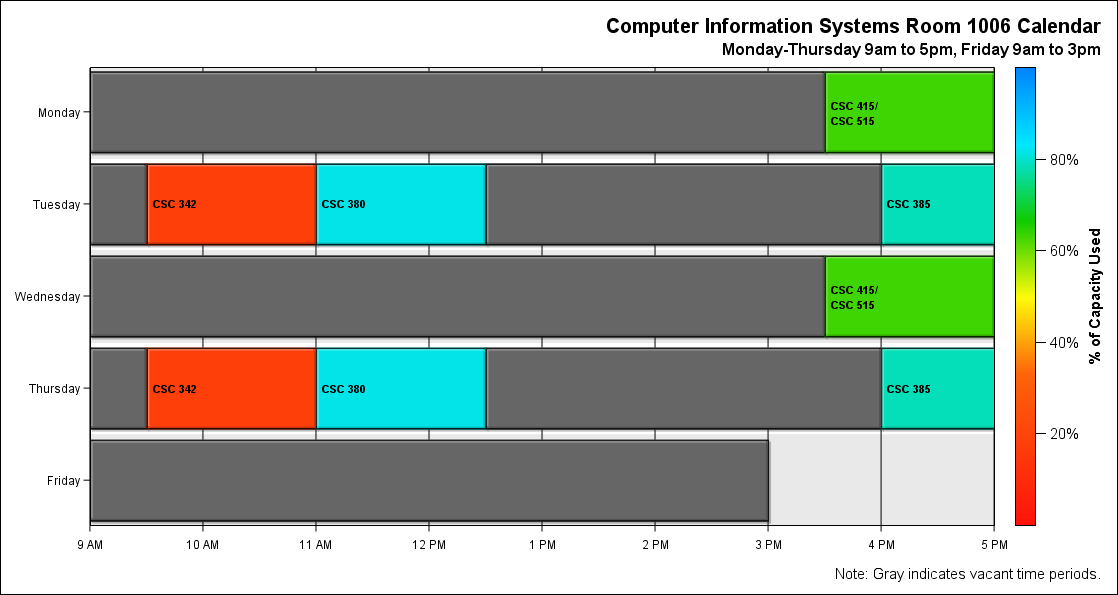 Computer Information Systems Room 1006 Calendar
Monday-Thursday 9am to 5pm, Friday 9am to 3pm
Monday
CSC 415/
CSC 515
Tuesday
CSC 342
CSC 380
CSC 385
Wednesday
CSC 415/
CSC 515
Thursday
CSC 342
CSC 380
CSC 385
Friday
9 AM
10 AM
11 AM
12 PM
1 PM
2 PM
3 PM
4 PM
5 PM
80%
60%
40%
20%
% of Capacity Used
Note: Gray indicates vacant time periods.